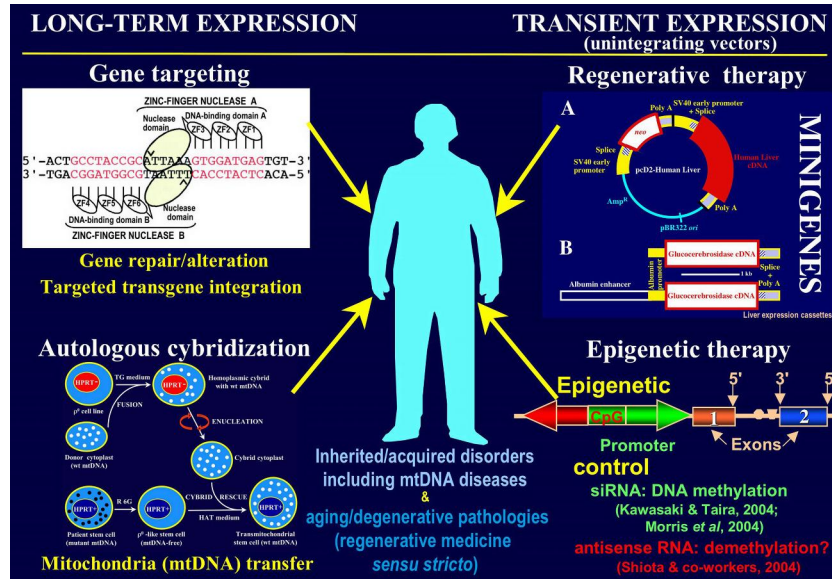 LONG-TERM EXPRESSION
TRANSIENT EXPRESSION
(unintegrating vectors)
Gene targeting
ZINC-FINGER NUCLEASE A
Nuclease
domain
DNA-binding domain A
ZF3 ZF2 ZF1
5'-ACTGCCTACCGCATTAAAGTGGATGAGTGT-3'
3'-TGACGGATGGCGTAATTTCACCTACTCACA-5'
ZF4 ZF5 ZF6
DNA-binding domain B
Nuclease
domain
ZINC-FINGER NUCLEASE B
Gene repair/alteration
Targeted transgene integration
Regenerative therapy
A
Poly A
SV40 early promoter
+ Splice
neo
Splice
SV40 early
promoter
pcD2-Human Liver
Human Liver
cDNA
AmpR
Poly A
pBR322 ori
B
Albumin
promoter
Glucocerebrosidase cDNA
1 kb
Splice
+
Poly A
Albumin enhancer
Glucocerebrosidase cDNA
Liver expression cassettes
MINIGENES
Autologous cybridization
HPRT-
TG medium
HPRT-
Homoplasmic cybrid
with wt mtDNA
ρ0 cell line
FUSION
ENUCLEATION
Donor cytoplast
(wt mtDNA)
Cybrid cytoplast
HPRT+
R 6G
HPRT+
CYBRID RESCUE
HAT medium
HPRT+
Patient stem cell
(mutant mtDNA)
ρ0-like stem cell
(mtDNA-free)
Transmitochondrial
stem cell (wt mtDNA)
Mitochondria (mtDNA) transfer
Inherited/acquired disorders
including mtDNA diseases
&
aging/degenerative pathologies
(regenerative medicine
sensu stricto)
Epigenetic therapy
Epigenetic
5' 3' 5'
CpG
1
2
Promoter
Exons
control
siRNA: DNA methylation
(Kawasaki & Taira, 2004;
Morris et al, 2004)
antisense RNA: demethylation?
(Shiota & co-workers, 2004)